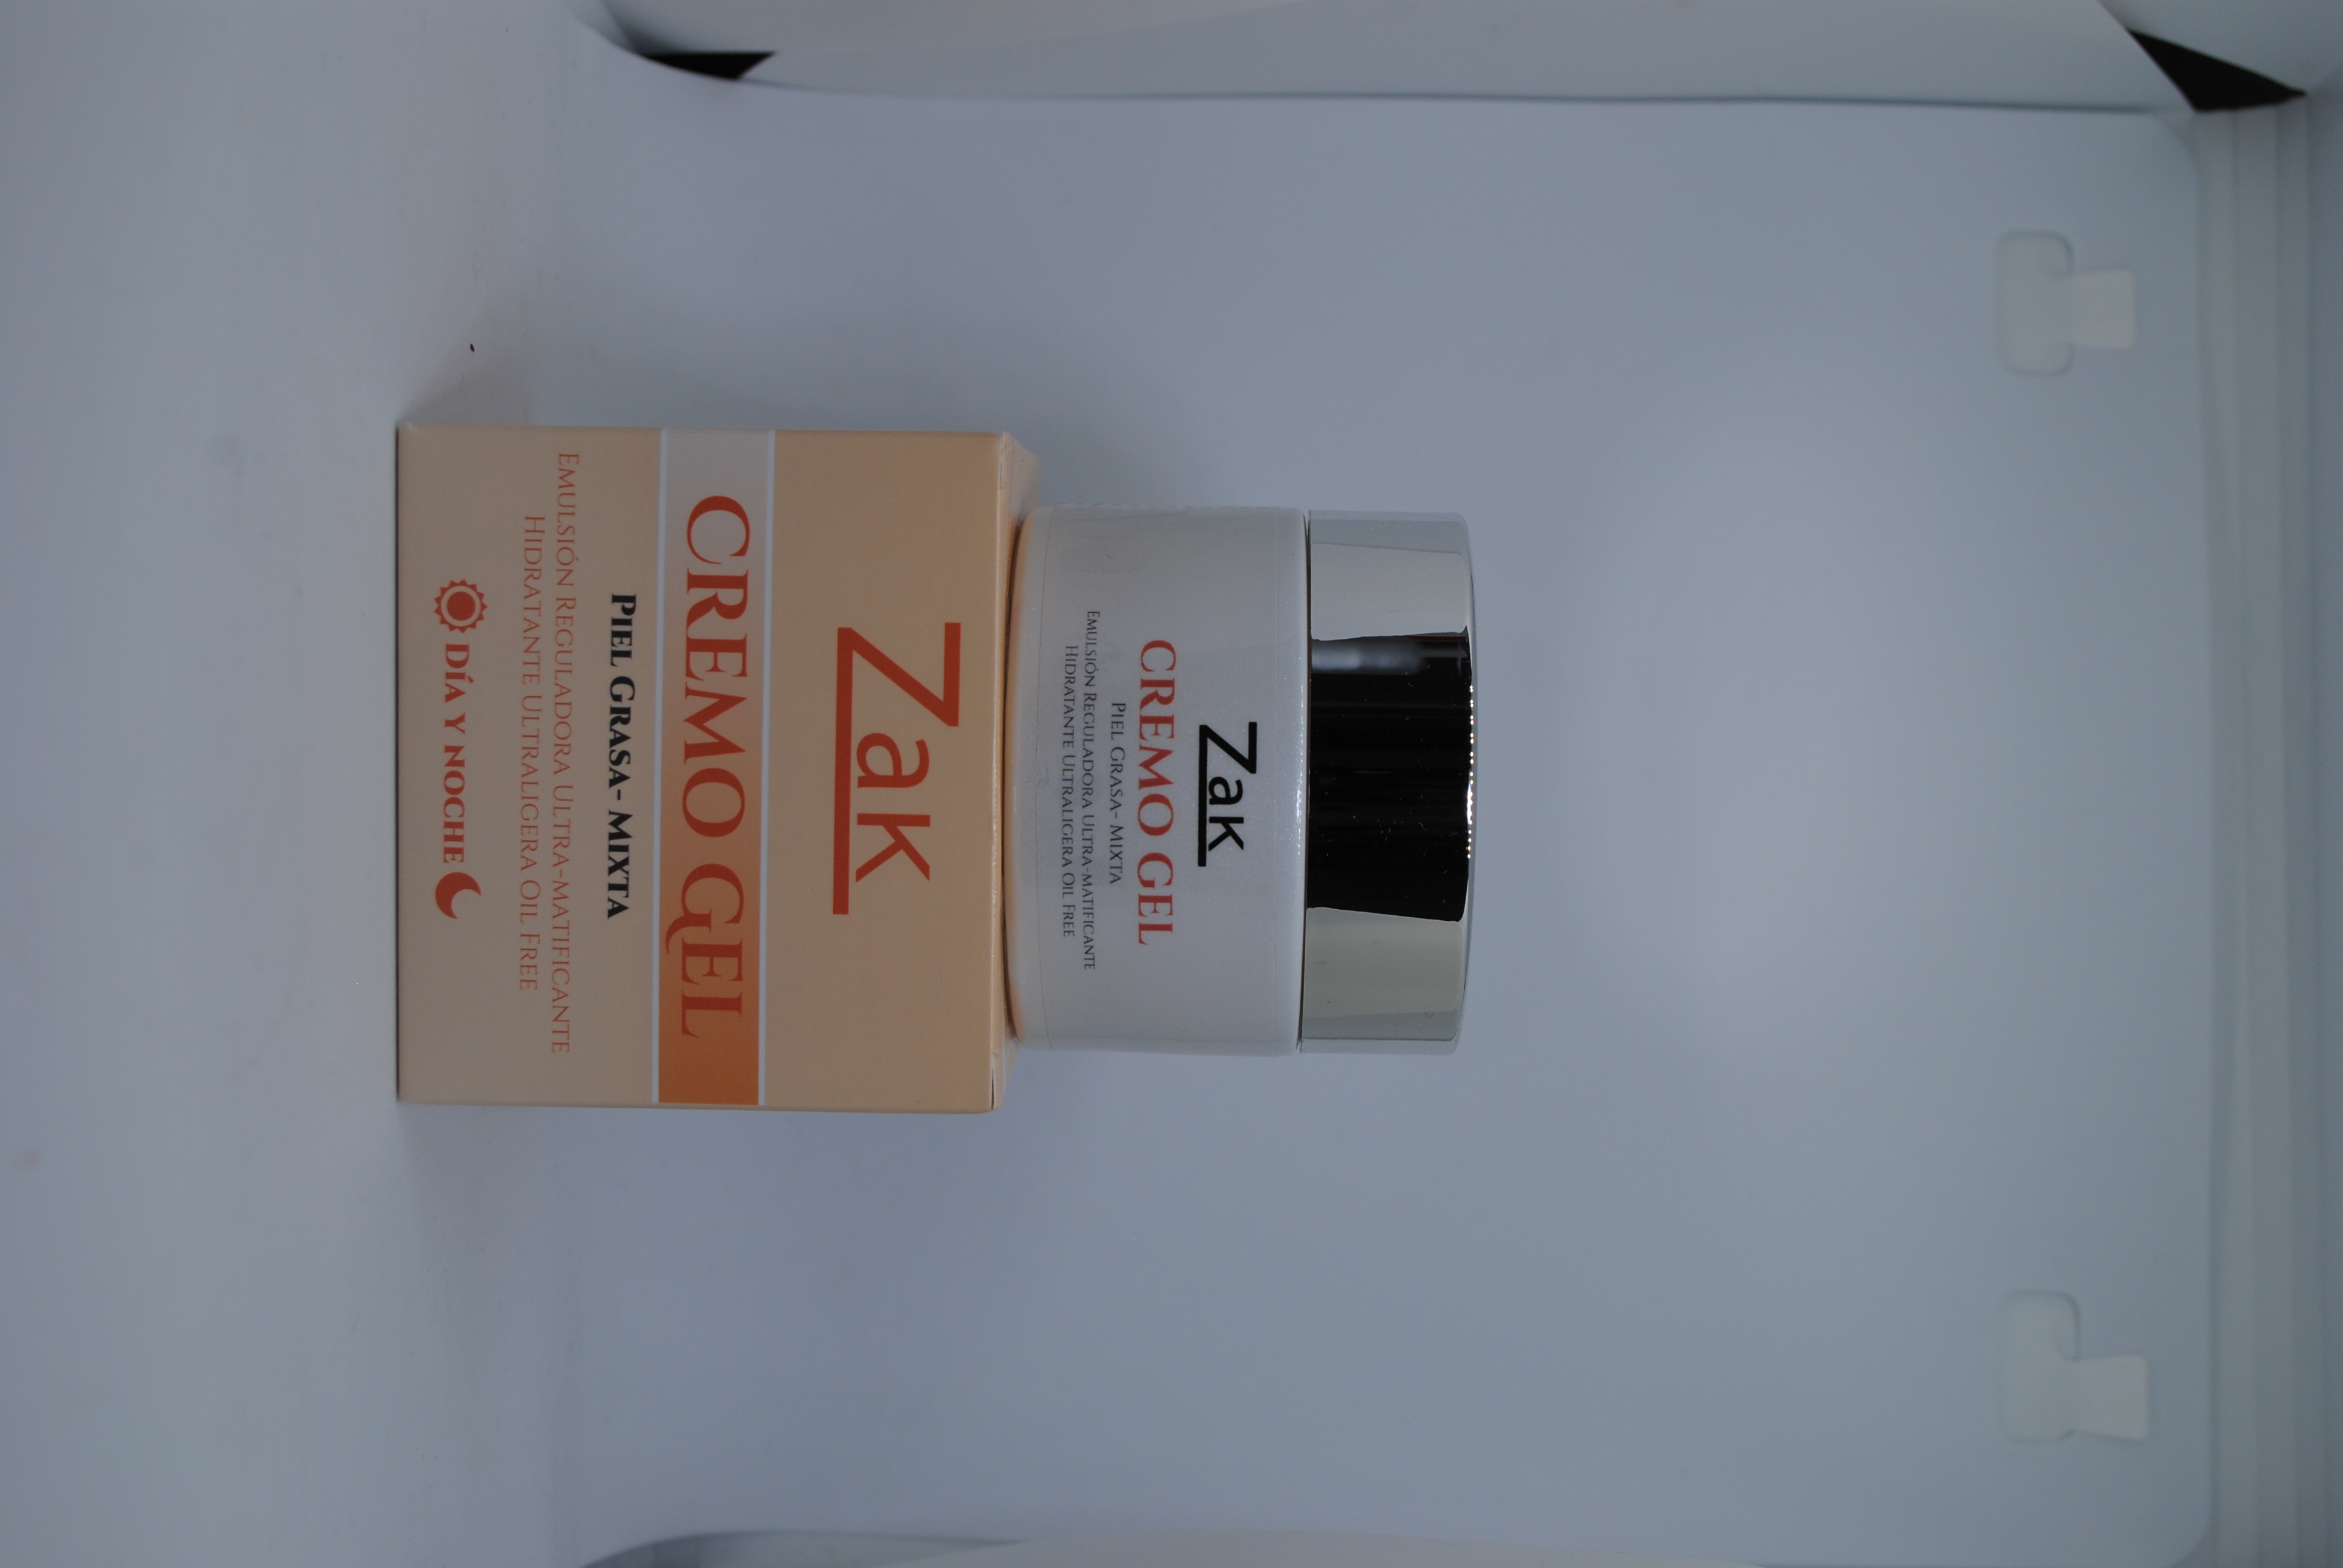 Zak
CREMO GEL
PIEL GRASA- MIXTA
EMULSIÓN REGULADORA ULTRA-MATIFICANTE
HIDRATANTE ULTRALIGERA OIL FREE
Zak
CREMO GEL
PIEL GRASA- MIXTA
EMULSIÓN REGULADORA ULTRA-MATIFICANTE
HIDRATANTE ULTRALIGERA OIL FREE
DÍA Y NOCHE